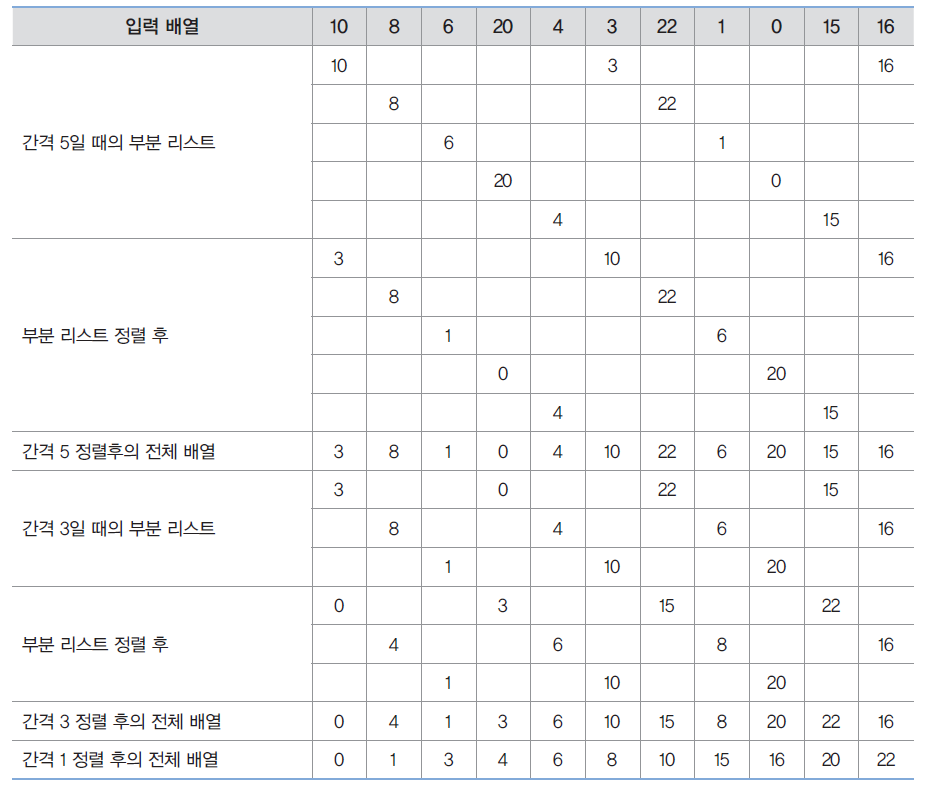 입력 배열 10 8 6 20 4 3 22 1 0 15 16
10 3 16
8 22
간격 5일 때의 부분 리스트 6 1
20 0
4 15
3 10 16
8 22
부분 리스트 정렬 후 1 6
0 20
4 15
간격 5 정렬후의 전체 배열 3 8 1 0 4 10 22 6 20 15 16
3 0 22 15
간격 3일 때의 부분 리스트 8 4 6 16
1 10 20
0 3 15 22
부분 리스트 정렬 후 4 6 8 16
1 10 20
간격 3 정렬 후의 전체 배열 0 4 1 3 6 10 15 8 20 22 16
간격 1 정렬 후의 전체 배열 0 1 3 4 6 8 10 15 16 20 22